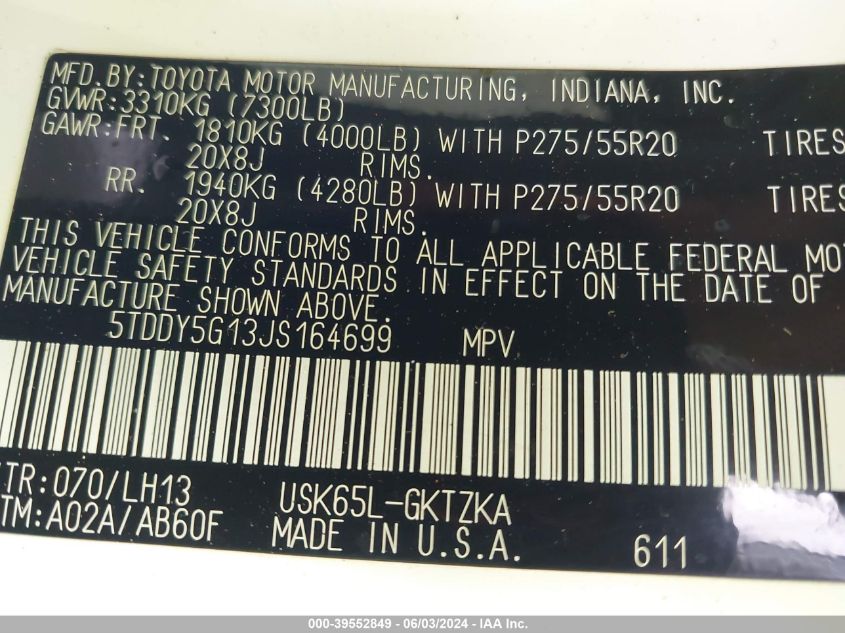 MFD.BY:TOYOTA MOTOR MANUFACTURING, INDIANA, INC.
GVWR:3310KG (7300LB)
GAWR:FRT. 1810KG (4000LB) WITH P275/55R20 TIRES
20X8J RIMS.
RR. 1940KG (4280LB) WITH P275/55R20 TIRES
20X8J RIMS.
THIS VEHICLE CONFORMS TO ALL APPLICABLE FEDERAL MO
VEHICLE SAFETY STANDARDS IN EFFECT ON THE DATE OF
MANUFACTURE SHOWN ABOVE.
5TDDY5G13JS164699 MPV
TR:070/LH13 USK65L-GKTZKA
TM:A02A/AB60F MADE IN U.S.A. 611
000-39552849 - 06/03/2024 - IAA Inc.